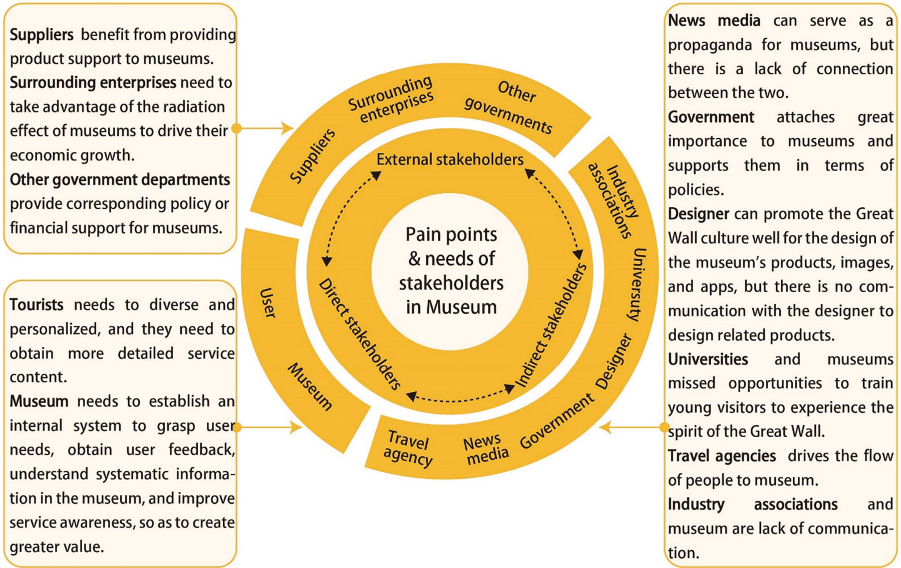 Suppliers benefit from providing
product support to museums.
Surrounding enterprises need to
take advantage of the radiation
effect of museums to drive their
economic growth.
Other government departments
provide corresponding policy or
financial support for museums.
Tourists needs to diverse and
personalized, and they need to
obtain more detailed service
content.
Museum needs to establish an
internal system to grasp user
needs, obtain user feedback,
understand systematic informa-
tion in the museum, and improve
service awareness, so as to create
greater value.
Suppliers
Surrounding
enterprises
Other
governments
External stakeholders
Pain points
& needs of
stakeholders
in Museum
Direct stakeholders
Indirect stakeholders
User
Museum
Industry
associations
Universuty
Designer
Government
News
media
Travel
agency
News media can serve as a
propaganda for museums, but
there is a lack of connection
between the two.
Government attaches great
importance to museums and
supports them in terms of
policies.
Designer can promote the Great
Wall culture well for the design of
the museum's products, images,
and apps, but there is no com-
munication with the designer to
design related products.
Universities and museums
missed opportunities to train
young visitors to experience the
spirit of the Great Wall.
Travel agencies drives the flow
of people to museum.
Industry associations and
museum are lack of communica-
tion.